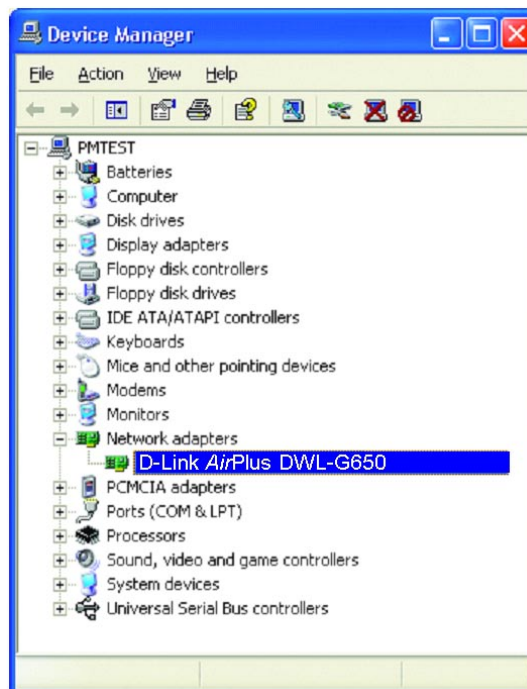 Device Manager
File Action View Help
PMTEST
Batteries
Computer
Disk drives
Display adapters
Floppy disk controllers
Floppy disk drives
IDE ATA/ATAPI controllers
Keyboards
Mice and other pointing devices
Modems
Monitors
Network adapters
D-Link AirPlus DWL-G650
PCMCIA adapters
Ports (COM & LPT)
Processors
Sound, video and game controllers
System devices
Universal Serial Bus controllers